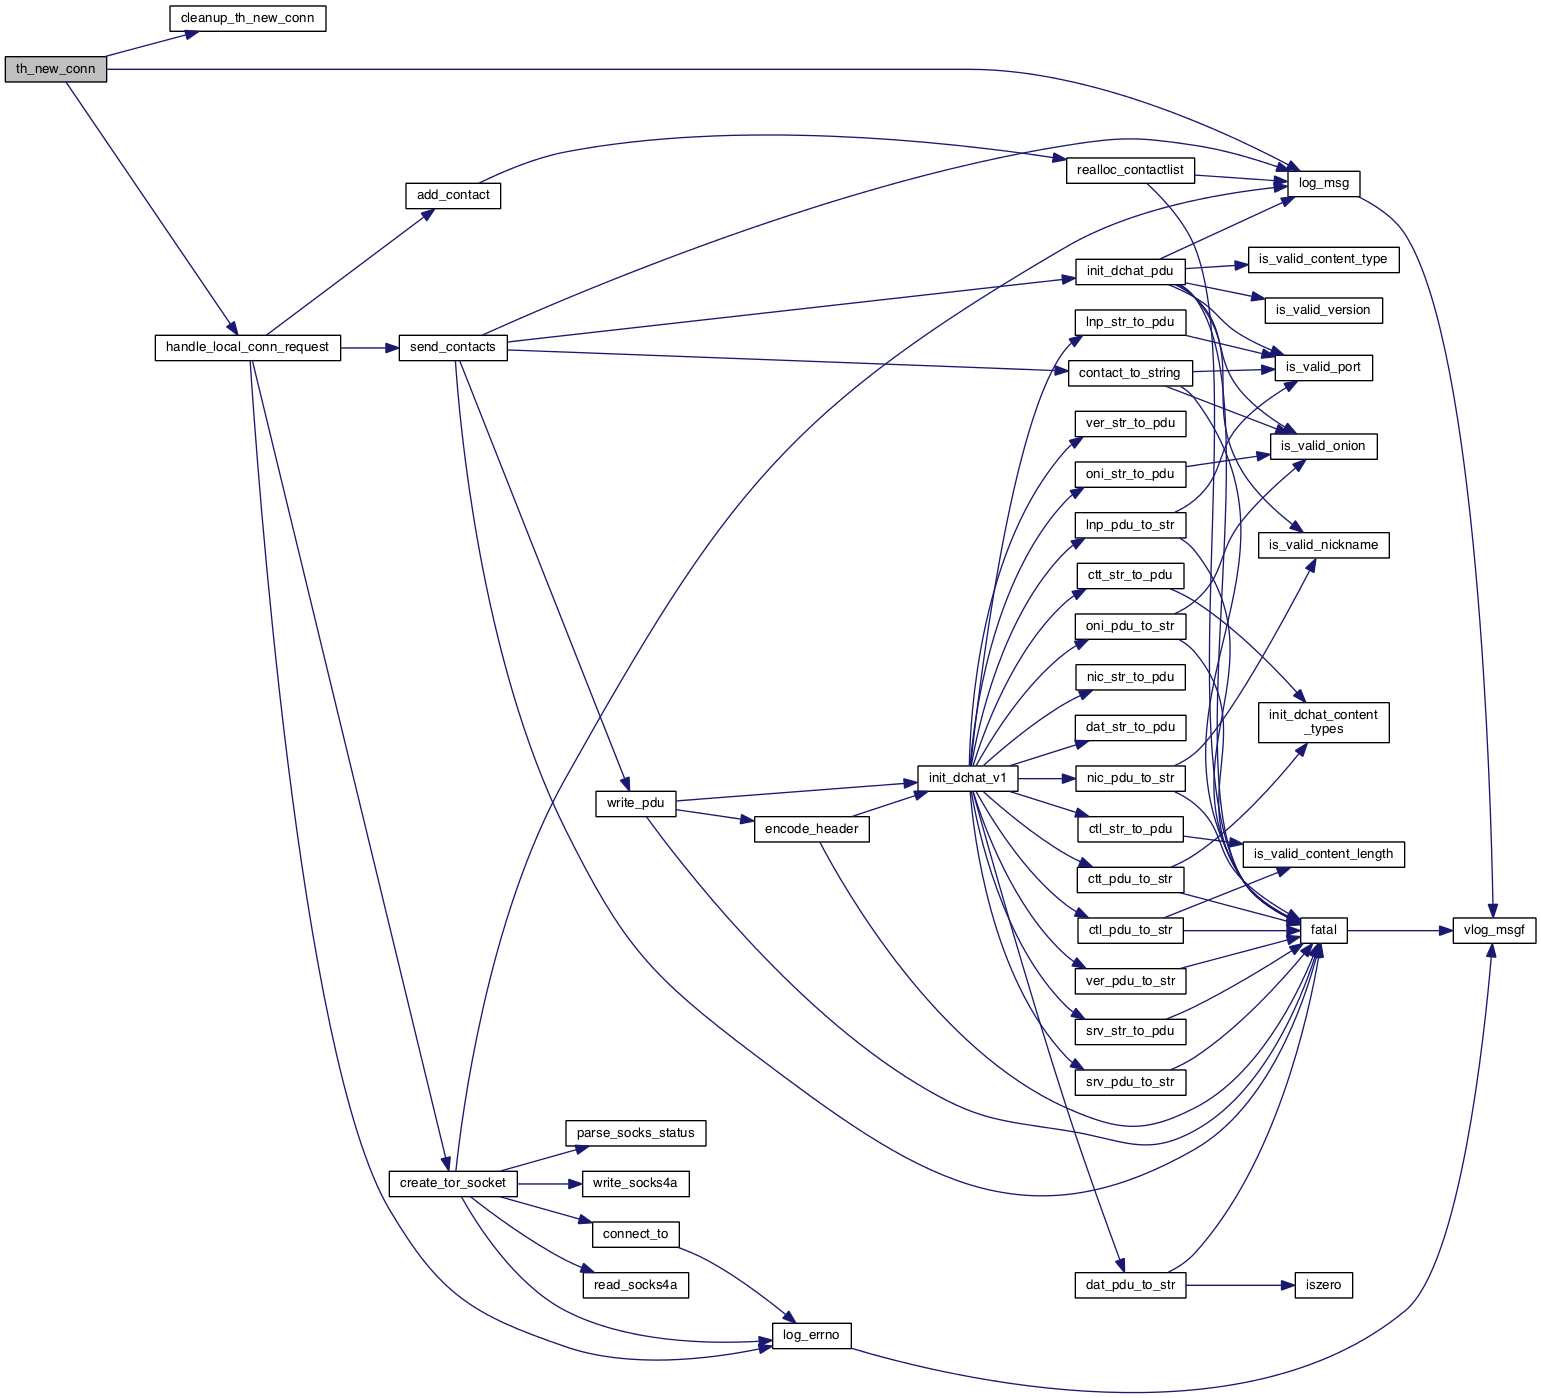 cleanup_th_new_conn
th_new_conn
realloc_contactlist
log_msg
add_contact
is_valid_content_type
init_dchat_pdu
is_valid_version
lnp_str_to_pdu
handle_local_conn_request
send_contacts
is_valid_port
contact_to_string
ver_str_to_pdu
is_valid_onion
oni_str_to_pdu
lnp_pdu_to_str
is_valid_nickname
ctt_str_to_pdu
oni_pdu_to_str
nic_str_to_pdu
init_dchat_content
_types
dat_str_to_pdu
init_dchat_v1
nic_pdu_to_str
write_pdu
encode_header
ctl_str_to_pdu
is_valid_content_length
ctt_pdu_to_str
ctl_pdu_to_str
fatal
vlog_msgf
ver_pdu_to_str
srv_str_to_pdu
srv_pdu_to_str
parse_socks_status
create_tor_socket
write_socks4a
connect_to
read_socks4a
dat_pdu_to_str
iszero
log_errno